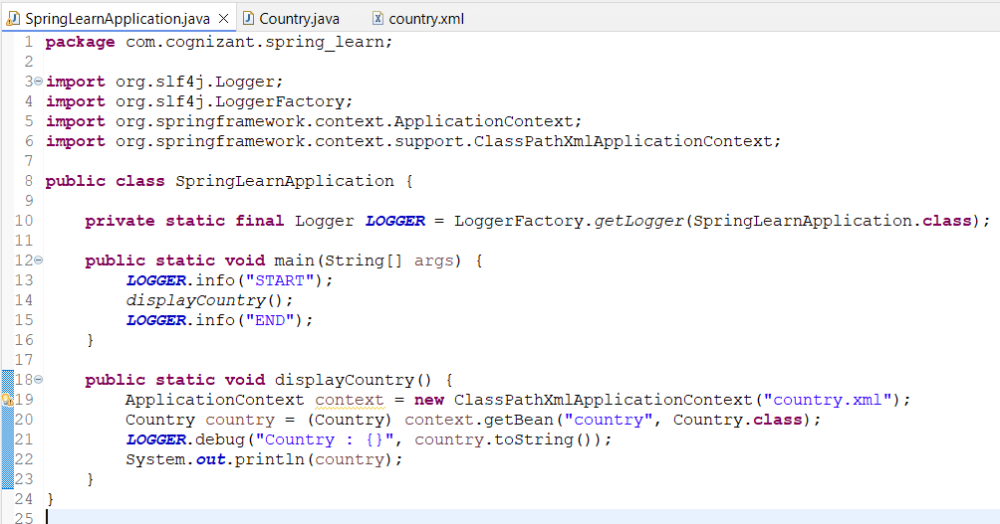 SpringLearnApplication.java Country.java country.xml
1 package com.cognizant.spring_learn;
2
3 import org.slf4j.Logger;
4 import org.slf4j.LoggerFactory;
5 import org.springframework.context.ApplicationContext;
6 import org.springframework.context.support.ClassPathXmlApplicationContext;
7
8 public class SpringLearnApplication {
9
10     private static final Logger LOGGER = LoggerFactory.getLogger(SpringLearnApplication.class);
11
12     public static void main(String[] args) {
13         LOGGER.info("START");
14         displayCountry();
15         LOGGER.info("END");
16     }
17
18     public static void displayCountry() {
19         ApplicationContext context = new ClassPathXmlApplicationContext("country.xml");
20         Country country = (Country) context.getBean("country", Country.class);
21         LOGGER.debug("Country : {}", country.toString());
22         System.out.println(country);
23     }
24 }
25